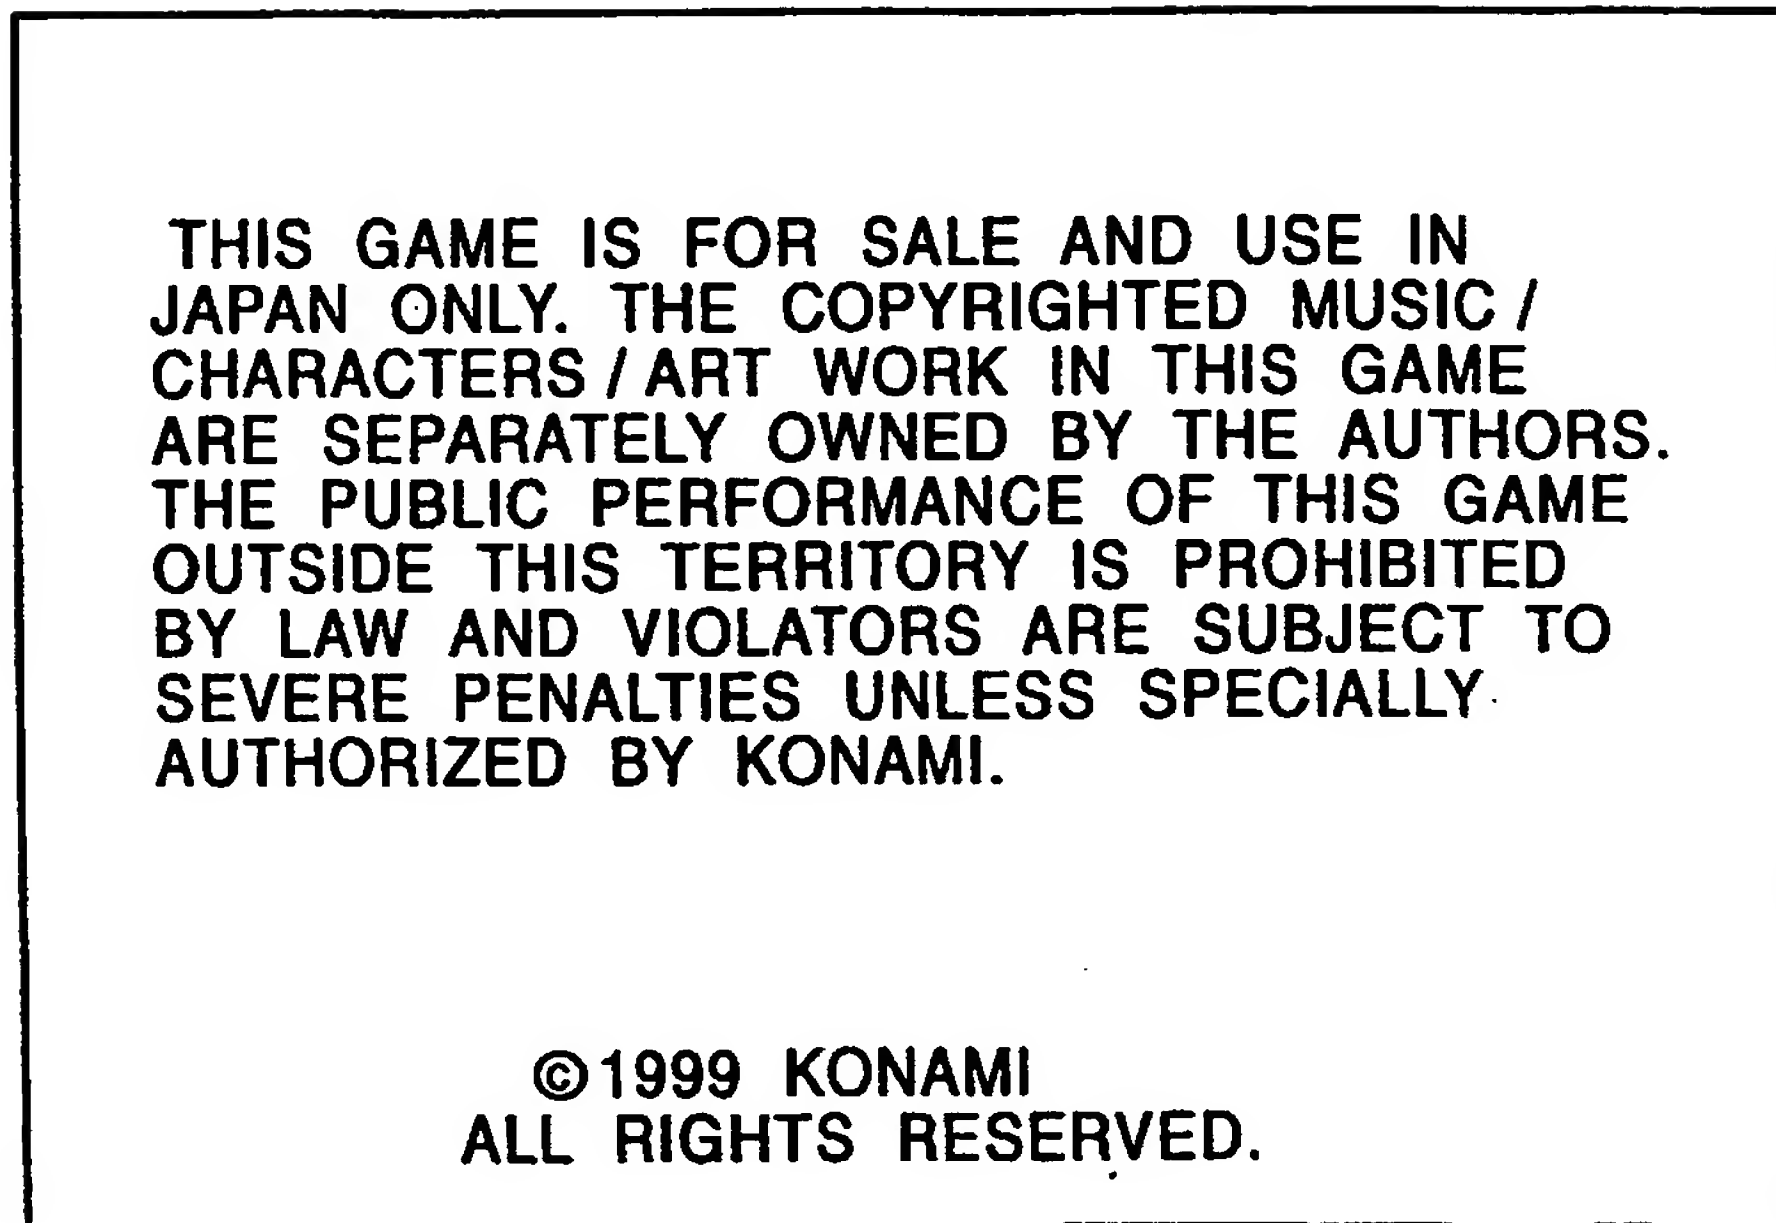 THIS GAME IS FOR SALE AND USE IN
JAPAN ONLY. THE COPYRIGHTED MUSIC /
CHARACTERS / ART WORK IN THIS GAME
ARE SEPARATELY OWNED BY THE AUTHORS.
THE PUBLIC PERFORMANCE OF THIS GAME
OUTSIDE THIS TERRITORY IS PROHIBITED
BY LAW AND VIOLATORS ARE SUBJECT TO
SEVERE PENALTIES UNLESS SPECIALLY
AUTHORIZED BY KONAMI.
©1999 KONAMI
ALL RIGHTS RESERVED.